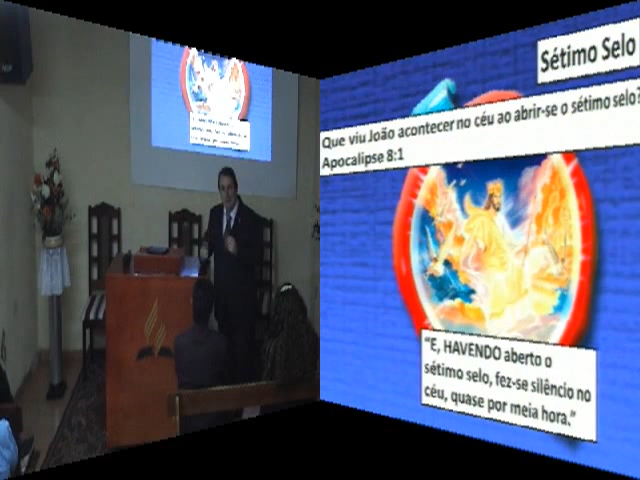 Sétimo Selo
Que viu João acontecer no céu ao abrir-se o sétimo selo?
Apocalipse 8:1
"E, HAVENDO aberto o
sétimo selo, fez-se silêncio no
céu, quase por meia hora."